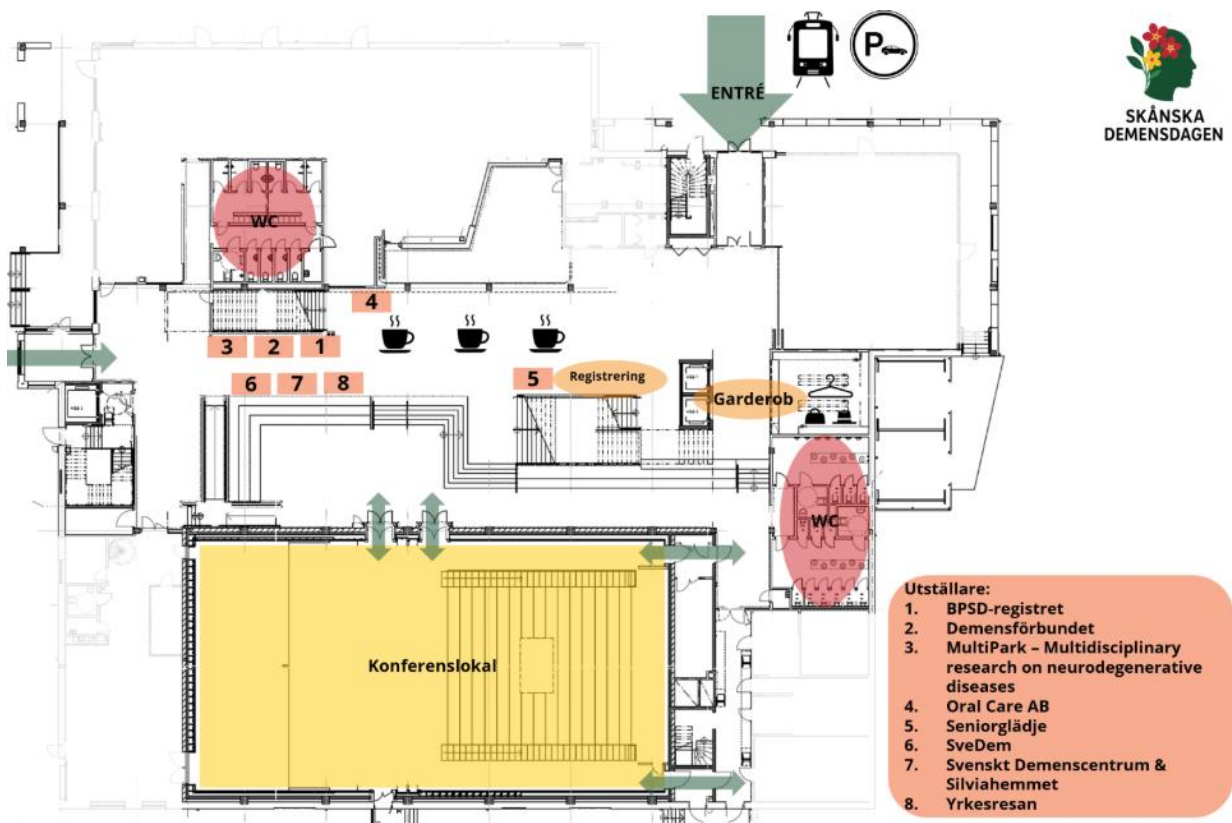 ENTRÉ
P
SKÅNSKA
DEMENSDAGEN
WC
4
3
2
1
6
7
8
5
Registrering
Garderob
WC
Konferenslokal
Utställare:
1. BPSD-registret
2. Demensförbundet
3. MultiPark – Multidisciplinary
research on neurodegenerative
diseases
4. Oral Care AB
5. Seniorglädje
6. SveDem
7. Svenskt Demenscentrum &
Silviahemmet
8. Yrkesresan